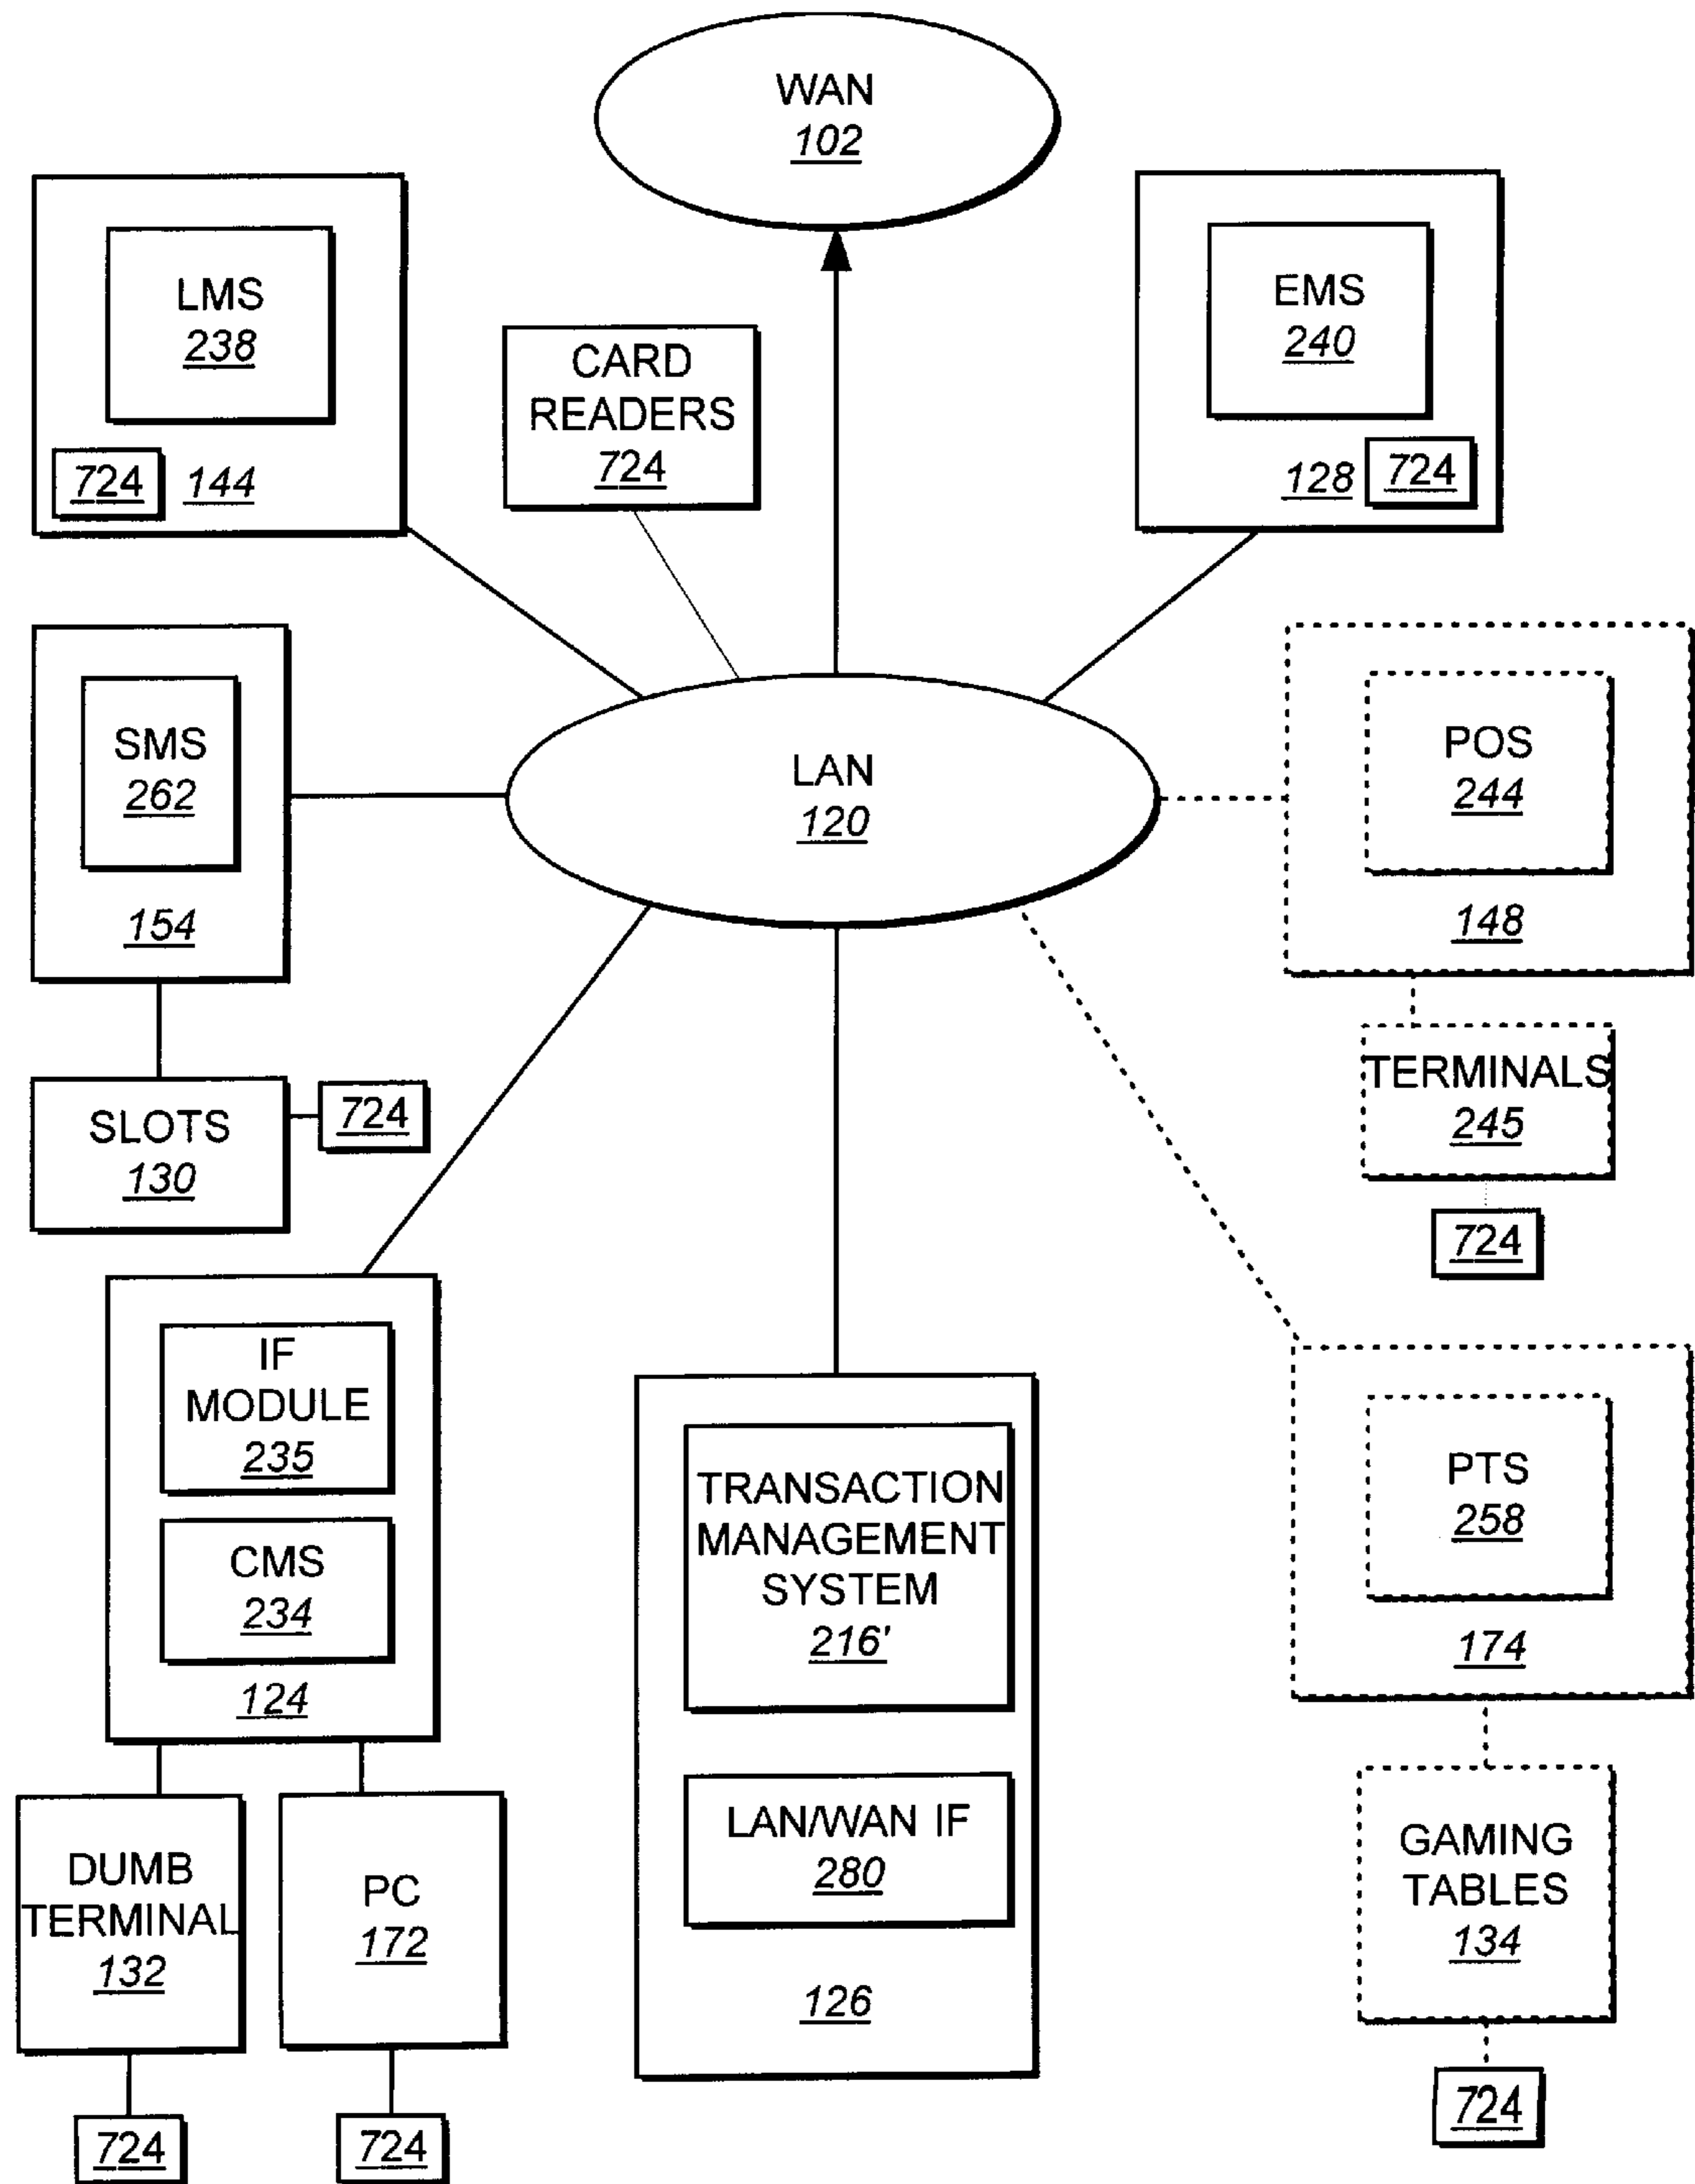 WAN
102
LMS
238
724
144
CARD
READERS
724
EMS
240
128
724
SMS
262
154
LAN
120
POS
244
148
SLOTS
130
724
TERMINALS
245
724
IF
MODULE
235
CMS
234
124
TRANSACTION
MANAGEMENT
SYSTEM
216'
LAN/WAN IF
280
126
PTS
258
174
DUMB
TERMINAL
132
724
PC
172
724
GAMING
TABLES
134
724